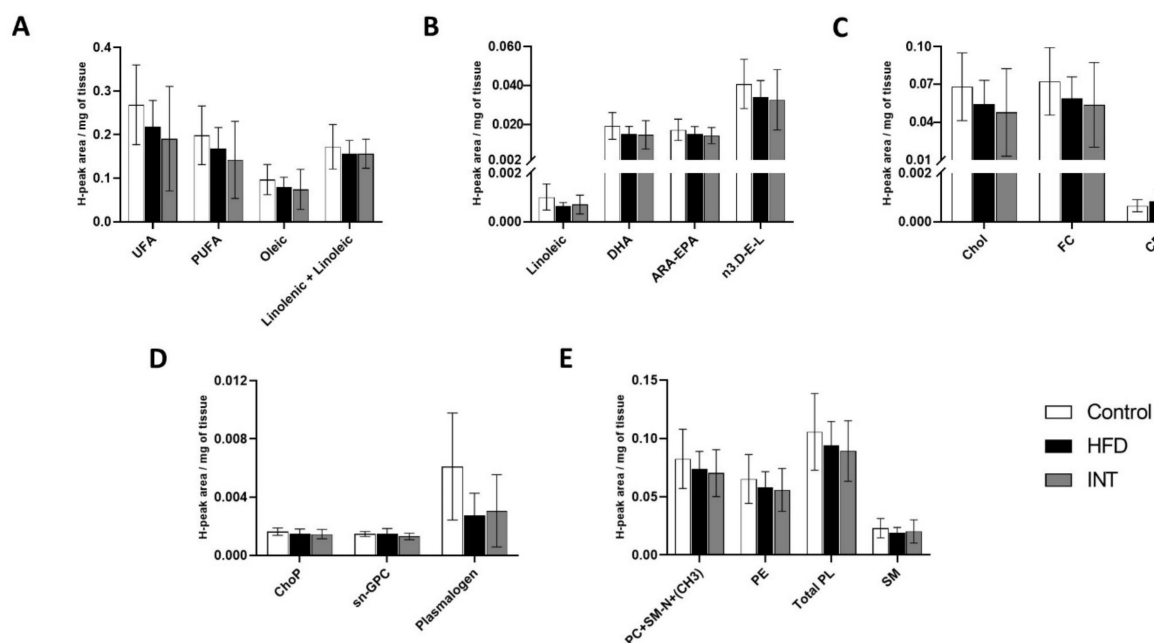 A
H-peak area / mg of tissue
0.4
0.3
0.2
0.1
0.0
UFA
PUFA
Oleic
Linolenic + Linoleic
B
H-peak area / mg of tissue
0.060
0.040
0.020
0.002
0.002
0.000
Linoleic
DHA
ARA-EPA
n3.D-E-L
C
H-peak area / mg of tissue
0.10
0.07
0.04
0.01
0.002
0.000
Chol
FC
D
H-peak area / mg of tissue
0.012
0.008
0.004
0.000
ChoP
sn-GPC
Plasmalogen
E
H-peak area / mg of tissue
0.15
0.10
0.05
0.00
PC+SM-N+(CH3)
PE
Total PL
SM
Control
HFD
INT